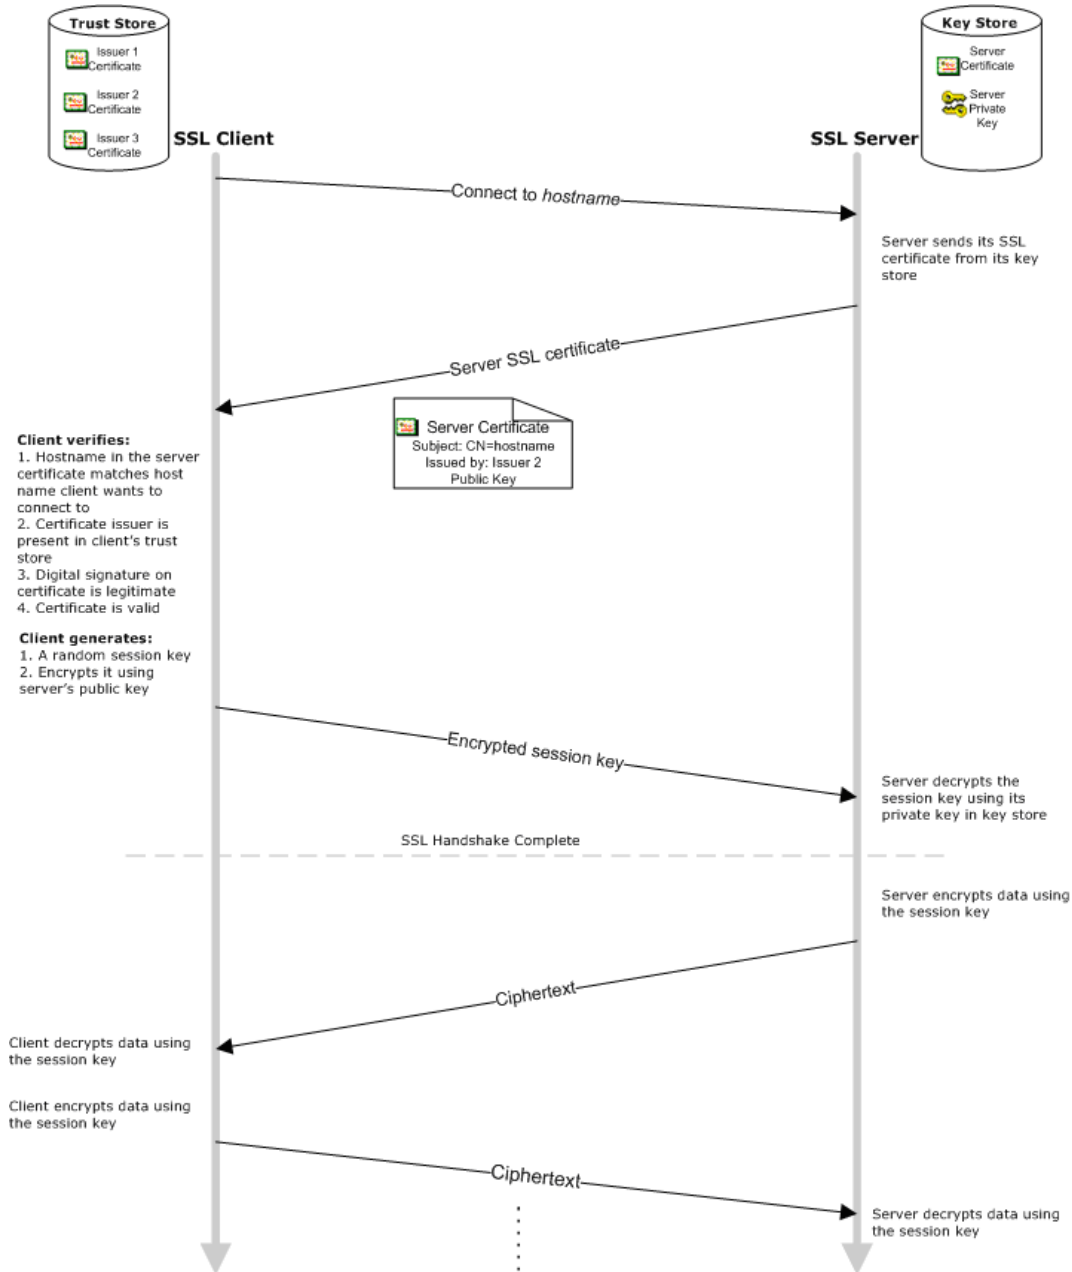 Trust Store
Issuer 1
Certificate
Issuer 2
Certificate
Issuer 3
Certificate
Key Store
Server
Certificate
Server
Private
Key
SSL Client
SSL Server
Connect to hostname
Server sends its SSL
certificate from its key
store
Server SSL certificate
Server Certificate
Subject: CN=hostname
Issued by: Issuer 2
Public Key
Client verifies:
1. Hostname in the server
certificate matches host
name client wants to
connect to
2. Certificate issuer is
present in client's trust
store
3. Digital signature on
certificate is legitimate
4. Certificate is valid
Client generates:
1. A random session key
2. Encrypts it using
server's public key
Encrypted session key
Server decrypts the
session key using its
private key in key store
SSL Handshake Complete
Server encrypts data using
the session key
Ciphertext
Client decrypts data using
the session key
Client encrypts data using
the session key
Ciphertext
Server decrypts data using
the session key